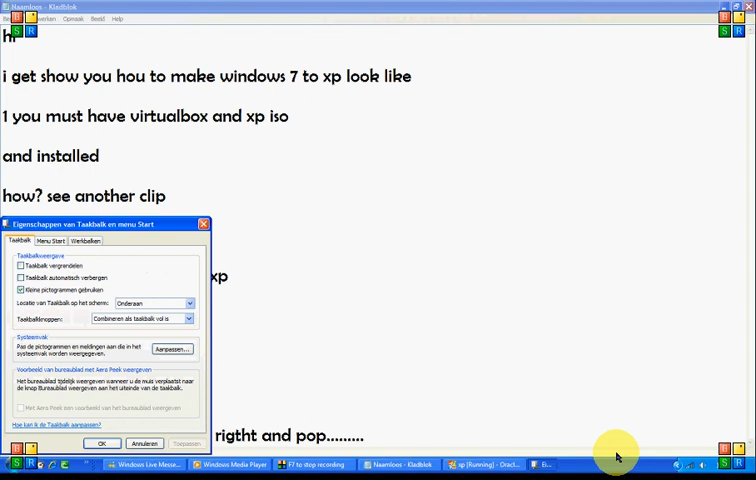 Naamloos - Kladblok
Opmaak Beeld Help
hi
i get show you hou to make windows 7 to xp look like
1 you must have virtualbox and xp iso
and installed
how? see another clip
Eigenschappen van Taakbalk en menu Start
Taakbalk Menu Start Werkbalken
Taakbalkweergave
Taakbalk vergrendelen
Taakbalk automatisch verbergen
xp
Kleine pictogrammen gebruiken
Locatie van Taakbalk op het scherm: Onderaan
Taakbalkknoppen: Combineren als taakbalk vol is
Systeemvak
Pas de pictogrammen en meldingen aan die in het
systeemvak worden weergegeven.
Aanpassen...
Voorbeeld van bureaublad met Aero Peek weergeven
Het bureaublad tijdelijk weergeven wanneer u de muis verplaatst naar
de knop Bureaublad weergeven aan het uiteinde van de taakbalk.
Met Aero Peek een voorbeeld van het bureaublad weergeven
Hoe kan ik de Taakbalk aanpassen?
rigtht and pop.........
OK Annuleren Toepassen
Windows Live Messe... Windows Media Player F7 to stop recording Naamloos - Kladblok xp [Running] - Oracl... Ei...
B
S R
B
S R
B
S R
B
S R